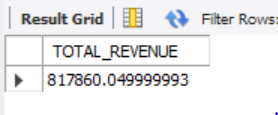 Result Grid Filter Rows:
TOTAL_REVENUE
817860.049999993